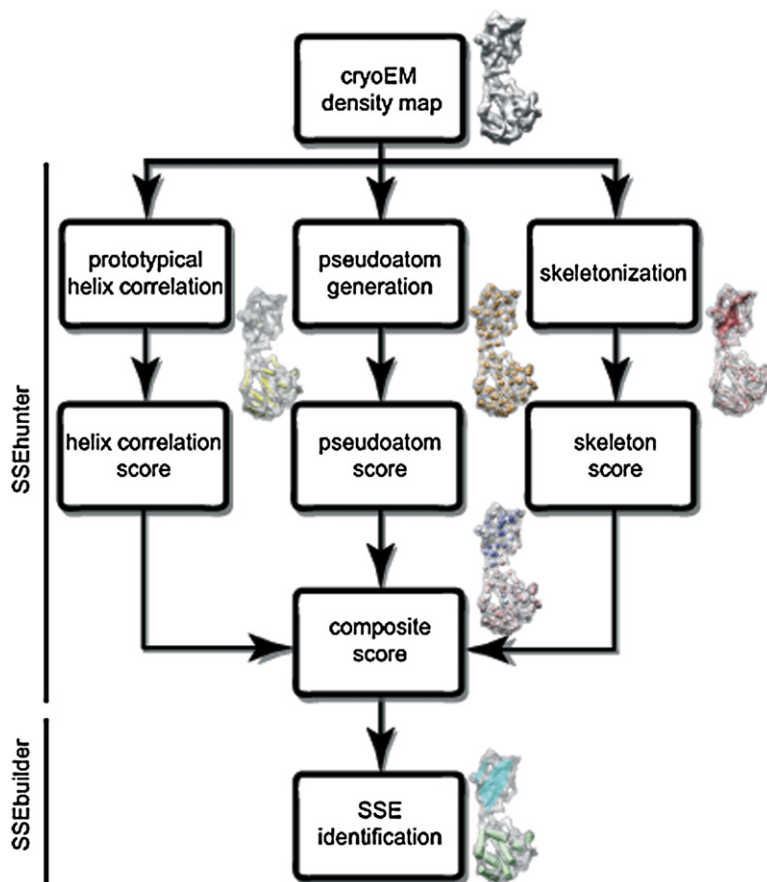 cryoEM
density map
SSEhunter
prototypical
helix correlation
pseudoatom
generation
skeletonization
helix correlation
score
pseudoatom
score
skeleton
score
composite
score
SSEbuilder
SSE
identification